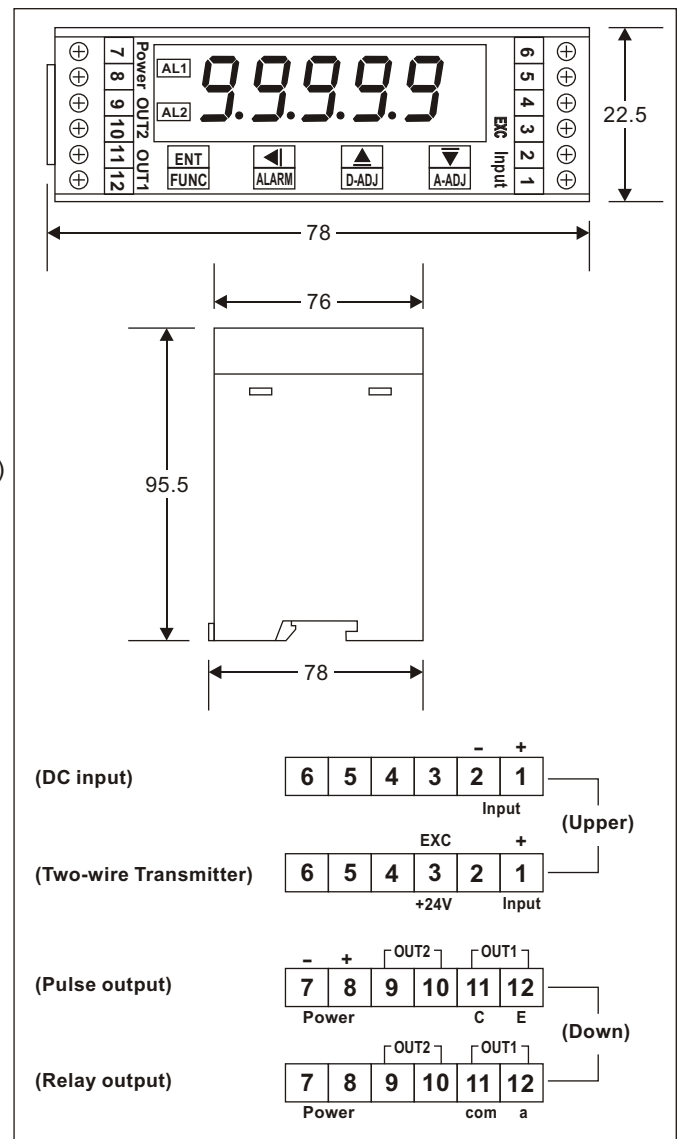 7 8 9 10 11 12
Power OUT2 OUT1
AL1
AL2
9.9.9.9.9
6 5 4 3 2 1
EXC Input
ENT
FUNC
ALARM
D-ADJ
A-ADJ
22.5
78
76
95.5
)
78
(DC input)
- +
6 5 4 3 2 1
Input
(Upper)
(Two-wire Transmitter)
EXC +
6 5 4 3 2 1
+24V Input
(Pulse output)
- + OUT2 OUT1
7 8 9 10 11 12
Power C E
(Down)
(Relay output)
OUT2 OUT1
7 8 9 10 11 12
Power com a